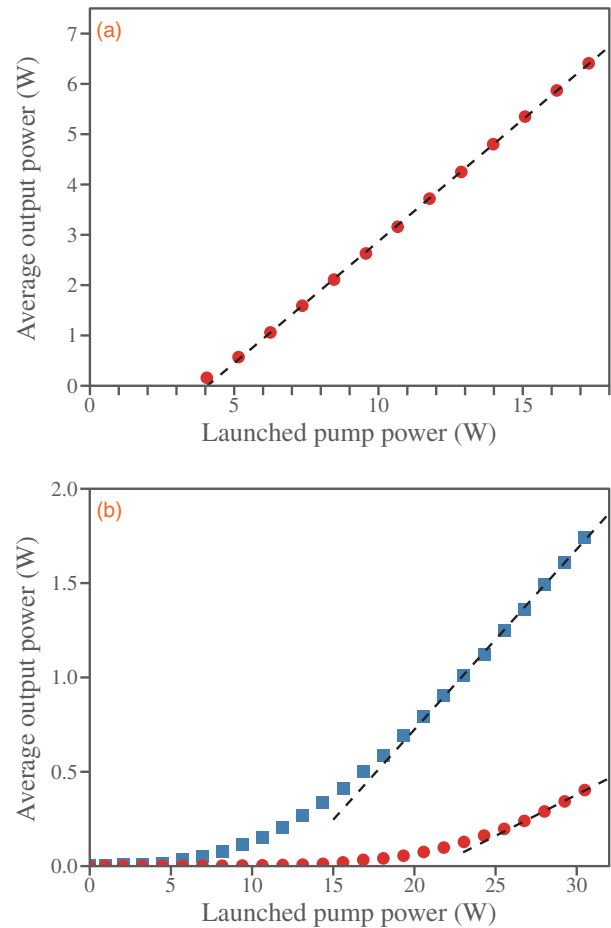 (a)
7
6
5
4
3
2
1
0
Average output power (W)
0 5 10 15
Launched pump power (W)
(b)
2.0
1.5
1.0
0.5
0.0
Average output power (W)
0 5 10 15 20 25 30
Launched pump power (W)